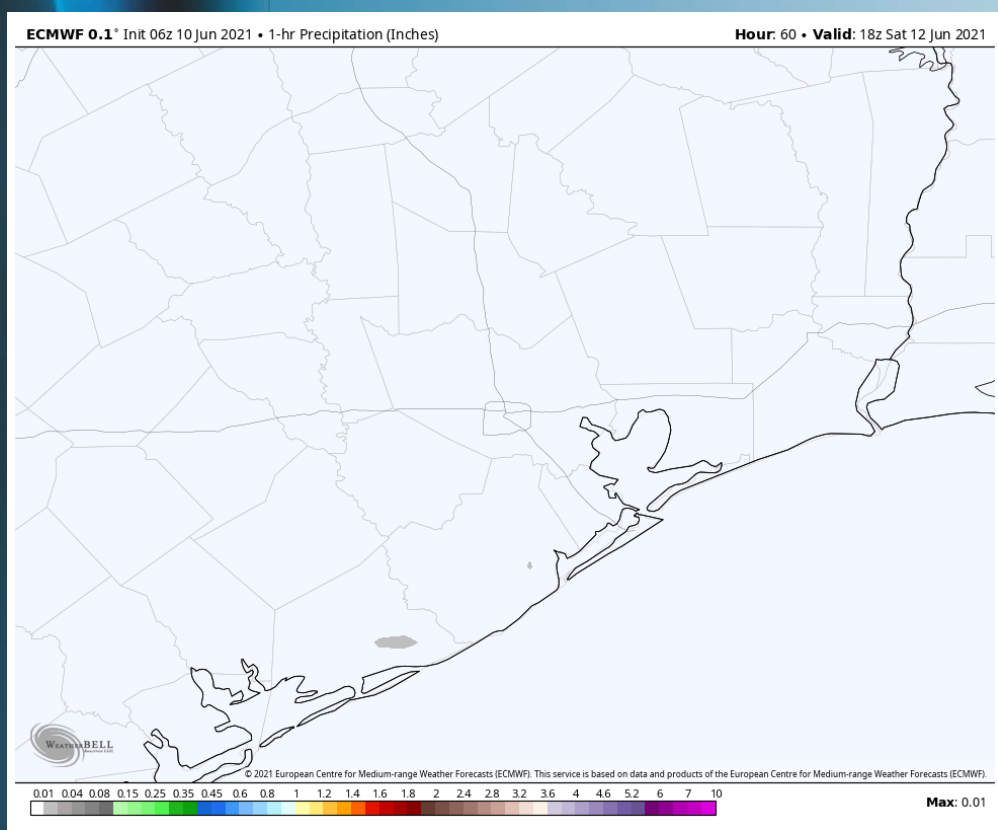 ECMWF 0.1° Init 06z 10 Jun 2021 • 1-hr Precipitation (Inches) Hour: 60 • Valid: 18z Sat 12 Jun 2021
WEATHERBELL
Analytics LLC
© 2021 European Centre for Medium-range Weather Forecasts (ECMWF). This service is based on data and products of the European Centre for Medium-range Weather Forecasts (ECMWF).
0.01 0.04 0.08 0.15 0.25 0.35 0.45 0.6 0.8 1 1.2 1.4 1.6 1.8 2 2.4 2.8 3.2 3.6 4 4.6 5.2 6 7 10
Max: 0.01